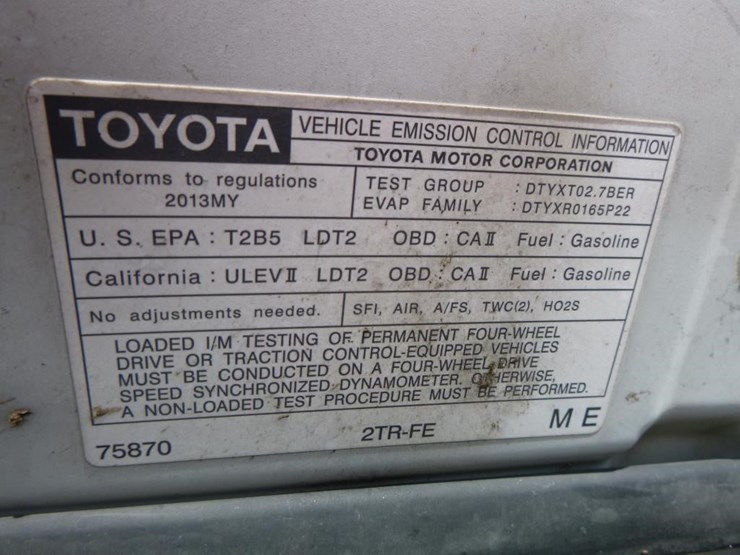 TOYOTA
VEHICLE EMISSION CONTROL INFORMATION
TOYOTA MOTOR CORPORATION
Conforms to regulations
2013MY
TEST GROUP : DTYXT02.7BER
EVAP FAMILY : DTYXR0165P22
U. S. EPA : T2B5 LDT2 OBD : CAⅡ Fuel : Gasoline
California : ULEVⅡ LDT2 OBD : CAⅡ Fuel : Gasoline
No adjustments needed.
SFI, AIR, A/FS, TWC(2), HO2S
LOADED I/M TESTING OF PERMANENT FOUR-WHEEL
DRIVE OR TRACTION CONTROL-EQUIPPED VEHICLES
MUST BE CONDUCTED ON A FOUR-WHEEL DRIVE
SPEED SYNCHRONIZED DYNAMOMETER. OTHERWISE,
A NON-LOADED TEST PROCEDURE MUST BE PERFORMED.
75870
2TR-FE
M E